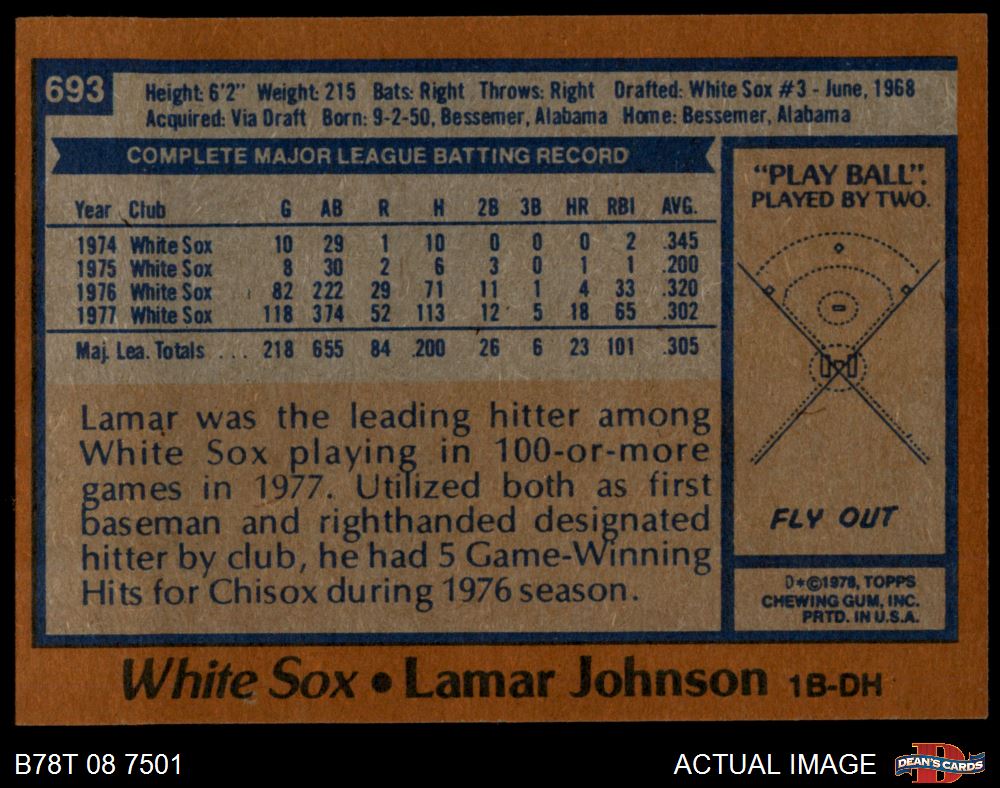 693
Height: 6'2" Weight: 215 Bats: Right Throws: Right Drafted: White Sox #3 - June, 1968
Acquired: Via Draft Born: 9-2-50, Bessemer, Alabama Home: Bessemer, Alabama
COMPLETE MAJOR LEAGUE BATTING RECORD
Year Club G AB R H 2B 3B HR RBI AVG.
1974 White Sox 10 29 1 10 0 0 0 2 .345
1975 White Sox 8 30 2 6 3 0 1 1 .200
1976 White Sox 82 222 29 71 11 1 4 33 .320
1977 White Sox 118 374 52 113 12 5 18 65 .302
Maj. Lea. Totals ... 218 655 84 200 26 6 23 101 .305
Lamar was the leading hitter among
White Sox playing in 100-or-more
games in 1977. Utilized both as first
baseman and righthanded designated
hitter by club, he had 5 Game-Winning
Hits for Chisox during 1976 season.
"PLAY BALL".
PLAYED BY TWO.
FLY OUT
D*©1978, TOPPS
CHEWING GUM, INC.
PRTD. IN U.S.A.
White Sox • Lamar Johnson 1B-DH
B78T 08 7501
ACTUAL IMAGE
DEAN'S CARDS